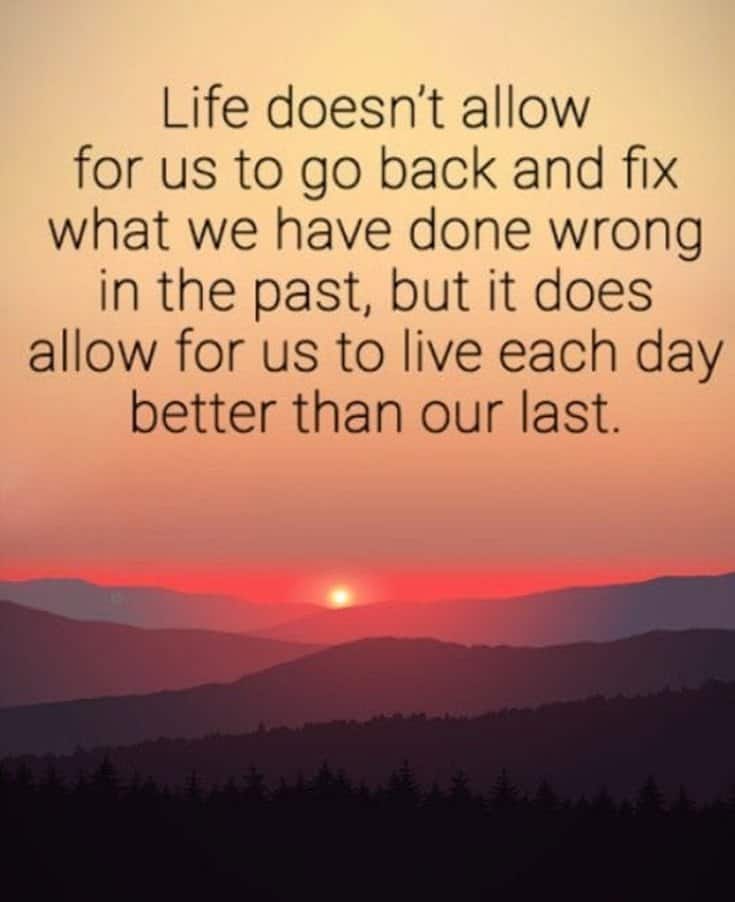 Life doesn't allow
for us to go back and fix
what we have done wrong
in the past, but it does
allow for us to live each day
better than our last.